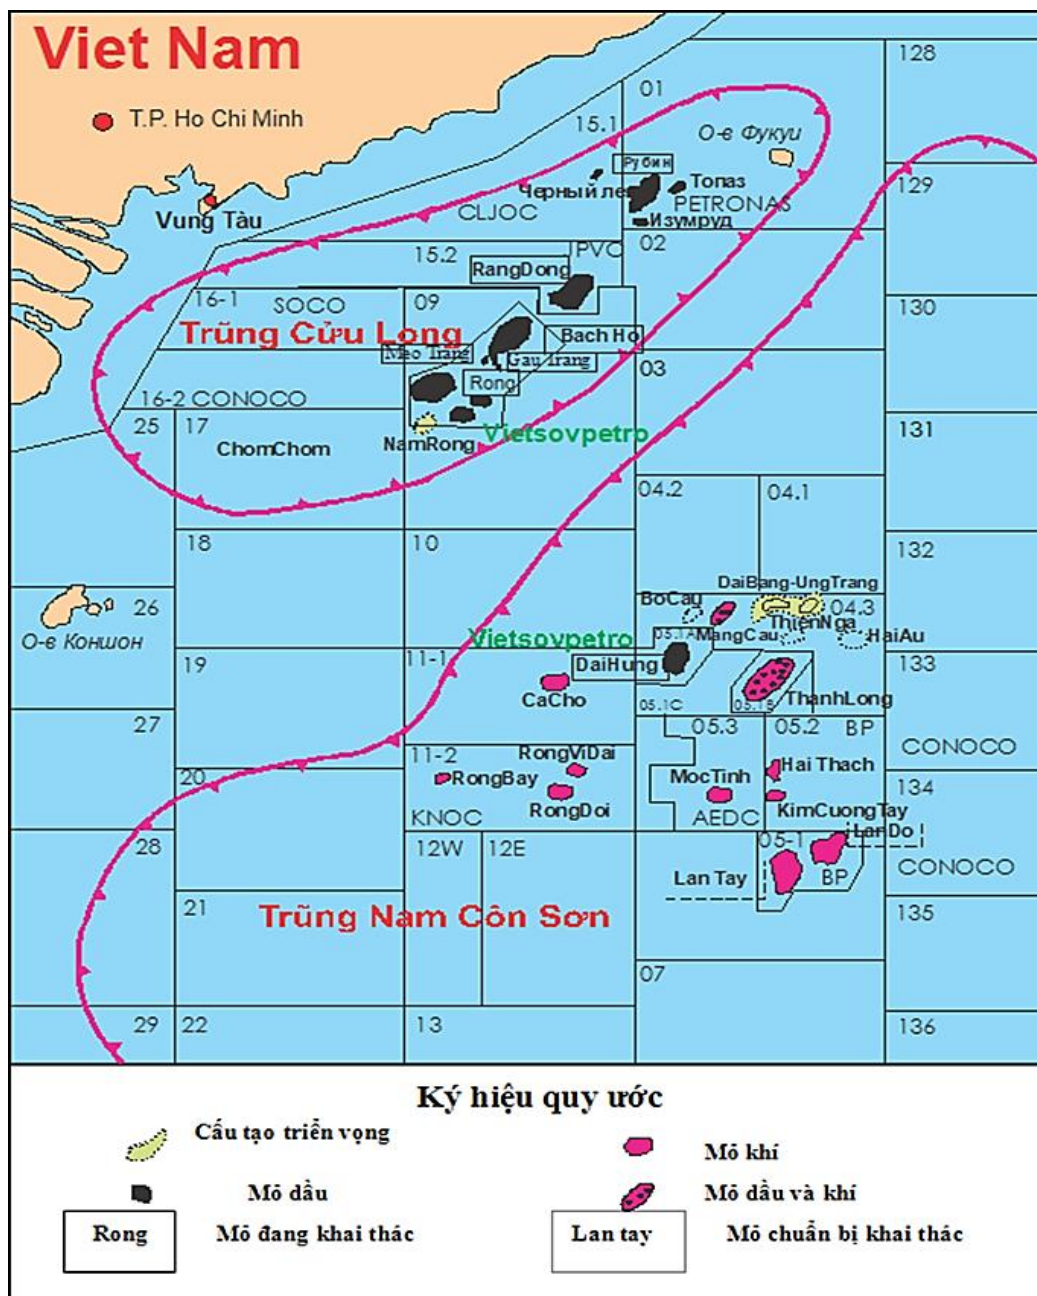 Viet Nam
T.P. Ho Chi Minh
Vung Tàu
128
01
15.1
О-в Фукуи
Рубин
129
Черный ле
Топаз
PETRONAS
CLJOC
Изумруд
02
15.2
JPVC
RangDong
16-1
SOCO
09
130
Trũng Cửu Long
Bach Ho
Meo Trang
Gau Trang
03
Rong
16-2 CONOCO
25
17
131
ChomChom
NamRong
Vietsovpetro
04.2
04.1
18
10
132
DaiBang-UngTrang
26
BoCau
04.3
ThienNga
О-в Коншон
Vietsovpetro
05.1A
MangCau
HaiAu
19
11-1
DaiHung
133
CaCho
05.1C
05.1B
ThanhLong
27
05.3
05.2
BP
CONOCO
11-2
RongViDai
Hai Thach
20
RongBay
MocTinh
134
RongDoi
KimCuongTay
KNOC
AEDC
LanDo
28
12W
12E
05-1
CONOCO
Lan Tay
BP
21
135
Trũng Nam Côn Sơn
07
29
22
13
136
Ký hiệu quy ước
Cấu tạo triển vọng
Mỏ khí
Mỏ dầu
Mỏ dầu và khí
Rong
Mỏ đang khai thác
Lan tay
Mỏ chuẩn bị khai thác